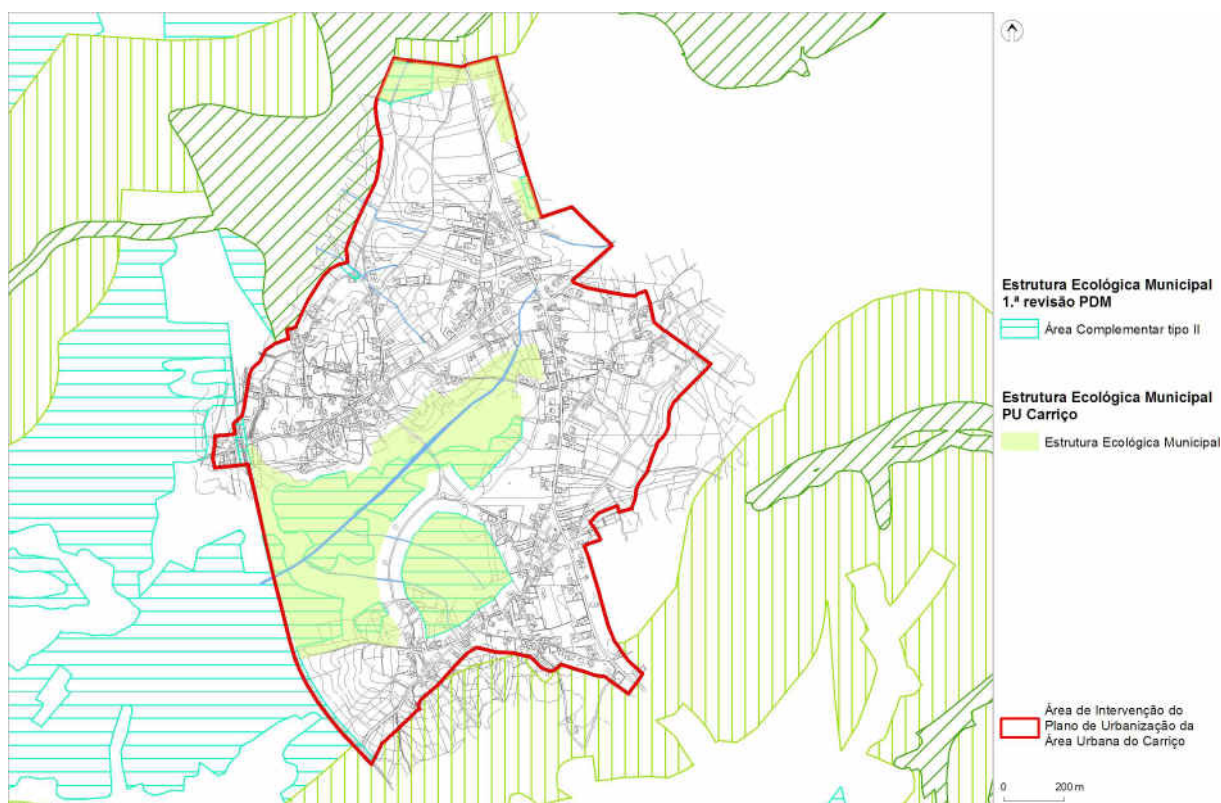 Estrutura Ecológica Municipal
1.ª revisão PDM
Área Complementar tipo II
Estrutura Ecológica Municipal
PU Carriço
Estrutura Ecológica Municipal
Área de Intervenção do
Plano de Urbanização da
Área Urbana do Carriço
0 200 m